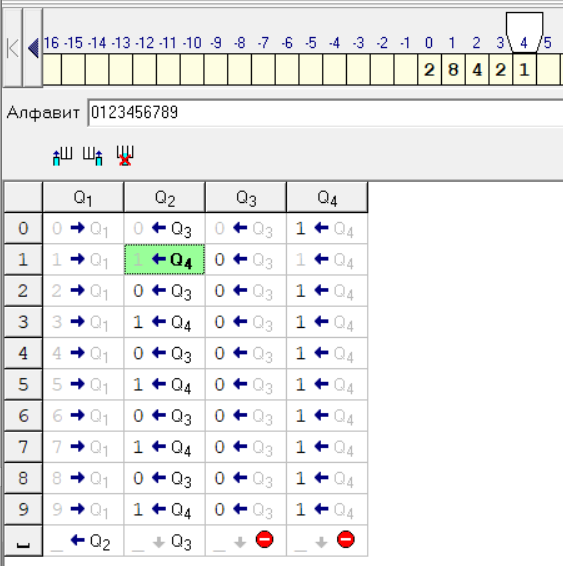 16 -15 -14 -13 -12 -11 -10 -9 -8 -7 -6 -5 -4 -3 -2 -1 0 1 2 3 4 5
2 8 4 2 1
Алфавит 0123456789
Q1 Q2 Q3 Q4
0 0 → Q1 0 ← Q3 0 ← Q3 1 ← Q4
1 1 → Q1 1 ← Q4 0 ← Q3 1 ← Q4
2 2 → Q1 0 ← Q3 0 ← Q3 1 ← Q4
3 3 → Q1 1 ← Q4 0 ← Q3 1 ← Q4
4 4 → Q1 0 ← Q3 0 ← Q3 1 ← Q4
5 5 → Q1 1 ← Q4 0 ← Q3 1 ← Q4
6 6 → Q1 0 ← Q3 0 ← Q3 1 ← Q4
7 7 → Q1 1 ← Q4 0 ← Q3 1 ← Q4
8 8 → Q1 0 ← Q3 0 ← Q3 1 ← Q4
9 9 → Q1 1 ← Q4 0 ← Q3 1 ← Q4
␣ _ ← Q2 _ ↓ Q3 _ ↓ _ ↓